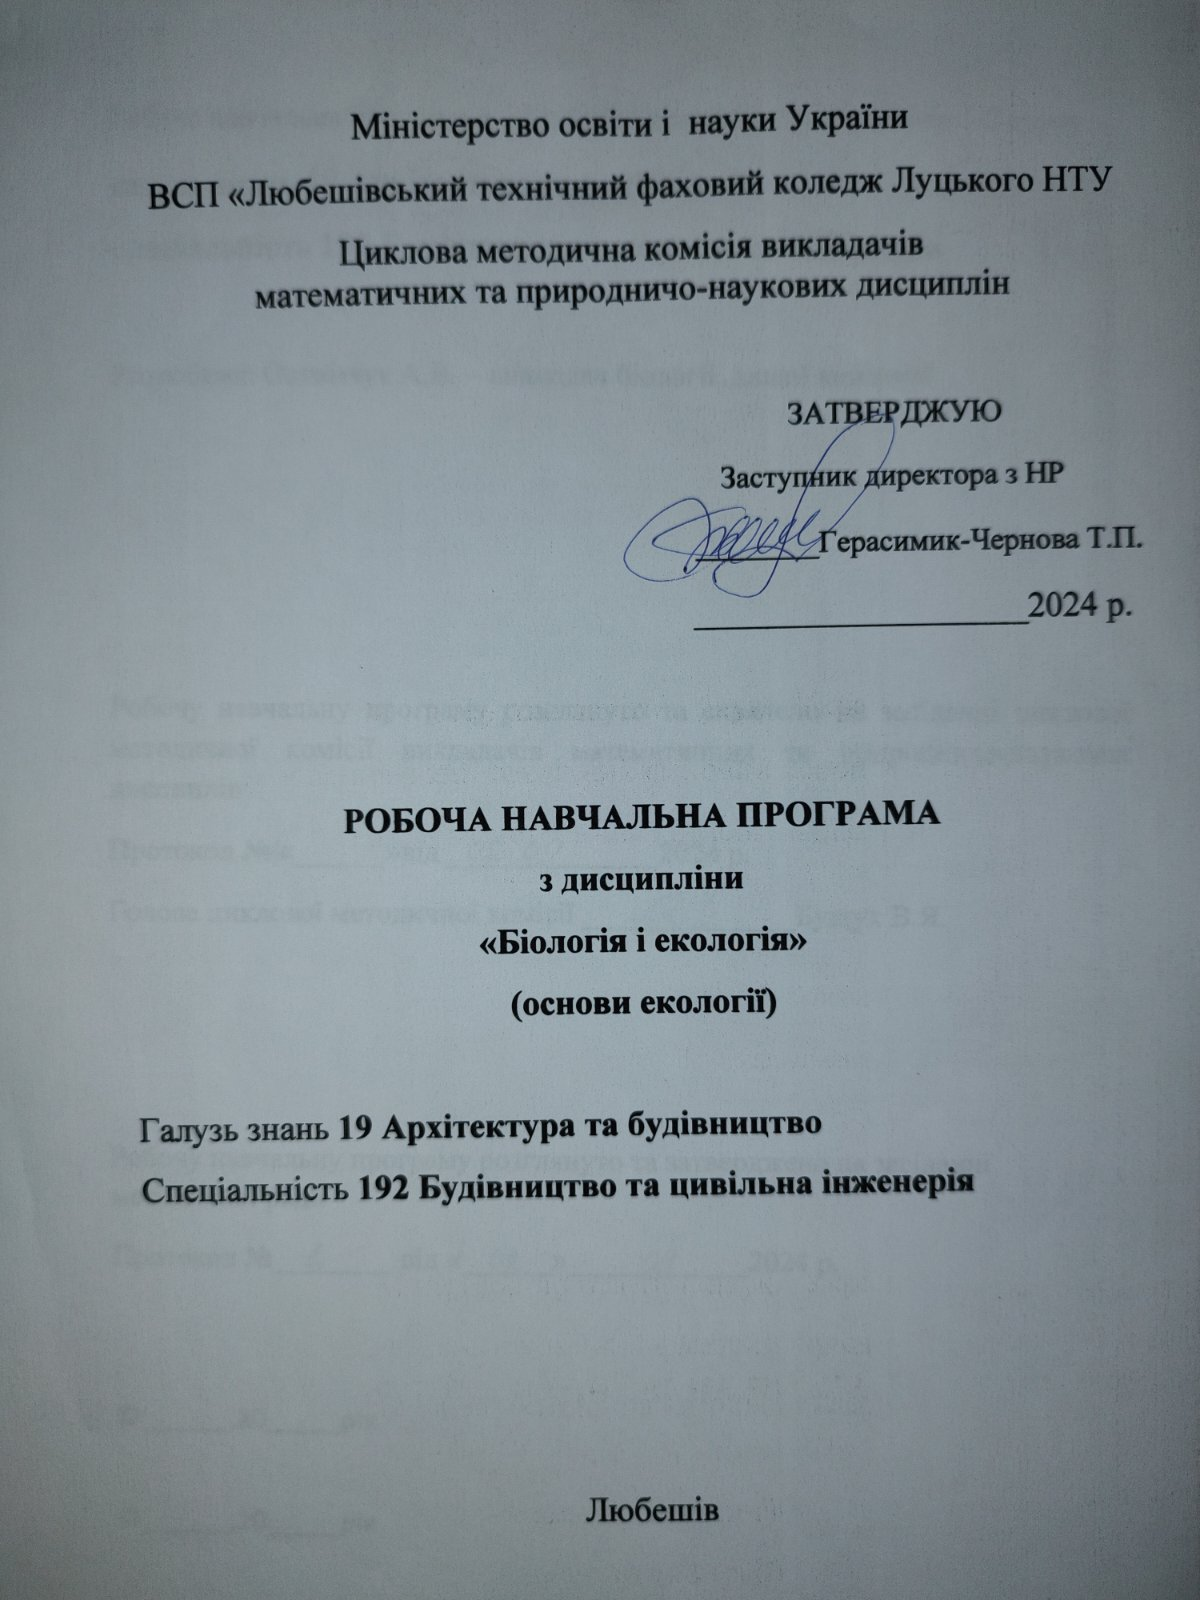 Міністерство освіти і науки України
ВСП «Любешівський технічний фаховий коледж Луцького НТУ
Циклова методична комісія викладачів
математичних та природничо-наукових дисциплін
ЗАТВЕРДЖУЮ
Заступник директора з НР
________Герасимик-Чернова Т.П.
____________________2024 р.
РОБОЧА НАВЧАЛЬНА ПРОГРАМА
з дисципліни
«Біологія і екологія»
(основи екології)
Галузь знань 19 Архітектура та будівництво
Спеціальність 192 Будівництво та цивільна інженерія
Любешів